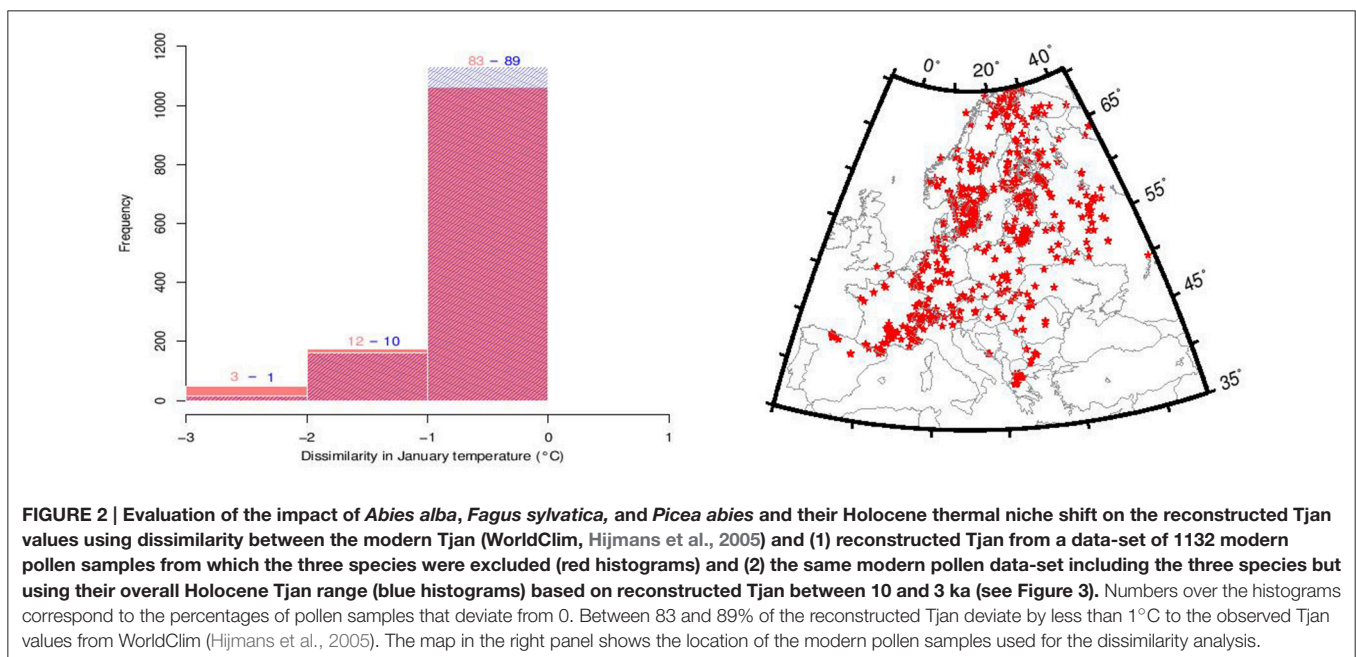 1200
1000
800
600
400
200
0
Frequency
83 – 89
12 – 10
3 – 1
−3
−2
−1
0
1
Dissimilarity in January temperature (°C)
0°
20°
40°
65°
55°
45°
35°
FIGURE 2 | Evaluation of the impact of Abies alba, Fagus sylvatica, and Picea abies and their Holocene thermal niche shift on the reconstructed Tjan
values using dissimilarity between the modern Tjan (WorldClim, Hijmans et al., 2005) and (1) reconstructed Tjan from a data-set of 1132 modern
pollen samples from which the three species were excluded (red histograms) and (2) the same modern pollen data-set including the three species but
using their overall Holocene Tjan range (blue histograms) based on reconstructed Tjan between 10 and 3 ka (see Figure 3). Numbers over the histograms
correspond to the percentages of pollen samples that deviate from 0. Between 83 and 89% of the reconstructed Tjan deviate by less than 1°C to the observed Tjan
values from WorldClim (Hijmans et al., 2005). The map in the right panel shows the location of the modern pollen samples used for the dissimilarity analysis.